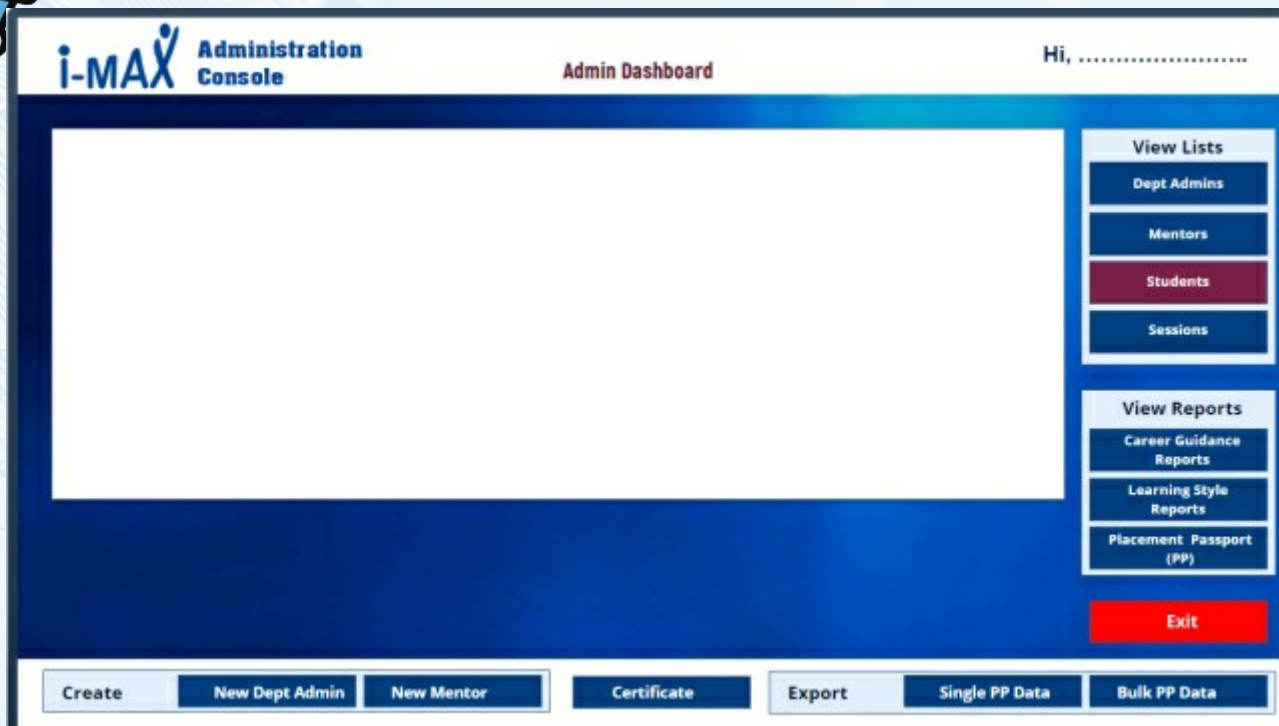 i-MAX
Administration
Console
Admin Dashboard
Hi, .......................
View Lists
Dept Admins
Mentors
Students
Sessions
View Reports
Career Guidance
Reports
Learning Style
Reports
Placement Passport
(PP)
Exit
Create
New Dept Admin
New Mentor
Certificate
Export
Single PP Data
Bulk PP Data